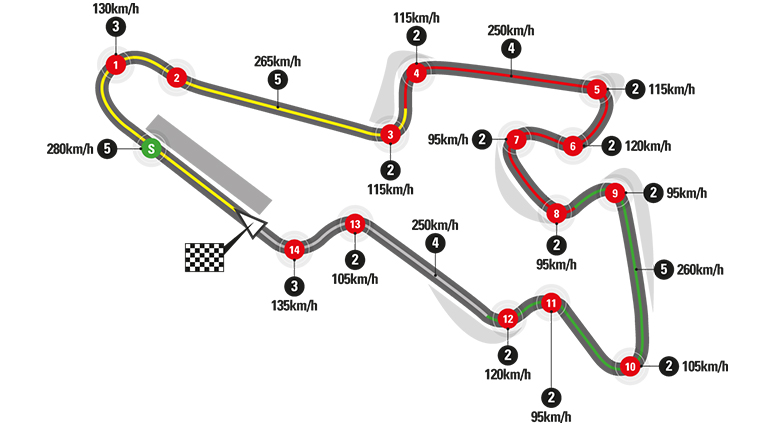 130km/h
3
1
2
265km/h
5
115km/h
2
4
250km/h
4
5
2 115km/h
280km/h 5
S
3
2
115km/h
95km/h 2
7
6
2 120km/h
8
2
95km/h
9
2 95km/h
5 260km/h
10
2 105km/h
11
2
95km/h
12
2
120km/h
250km/h
4
13
2
105km/h
14
3
135km/h